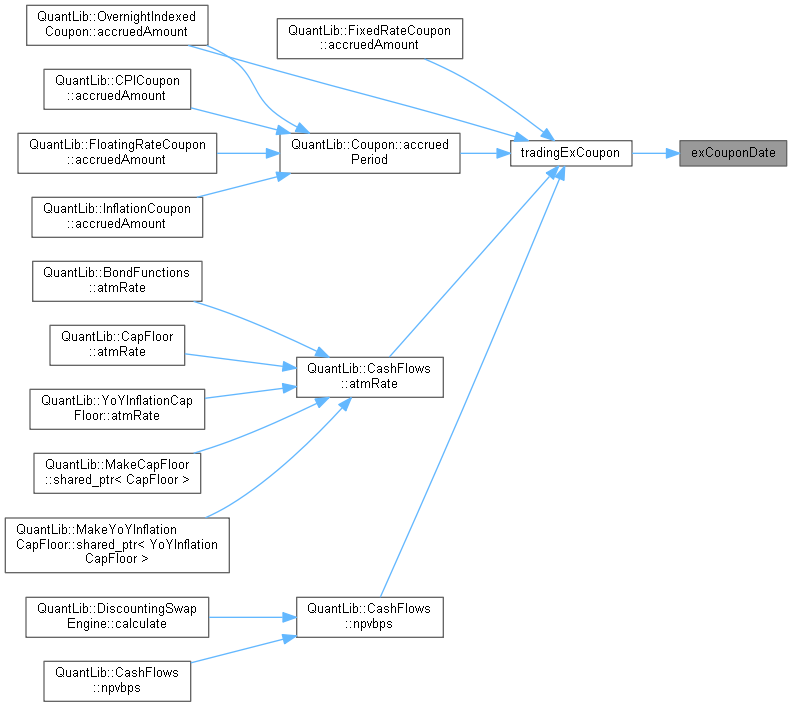 QuantLib::OvernightIndexed
Coupon::accruedAmount
QuantLib::FixedRateCoupon
::accruedAmount
QuantLib::CPICoupon
::accruedAmount
QuantLib::FloatingRateCoupon
::accruedAmount
QuantLib::Coupon::accrued
Period
tradingExCoupon
exCouponDate
QuantLib::InflationCoupon
::accruedAmount
QuantLib::BondFunctions
::atmRate
QuantLib::CapFloor
::atmRate
QuantLib::CashFlows
::atmRate
QuantLib::YoYInflationCap
Floor::atmRate
QuantLib::MakeCapFloor
::shared_ptr< CapFloor >
QuantLib::MakeYoYInflation
CapFloor::shared_ptr< YoYInflation
CapFloor >
QuantLib::DiscountingSwap
Engine::calculate
QuantLib::CashFlows
::npvbps
QuantLib::CashFlows
::npvbps